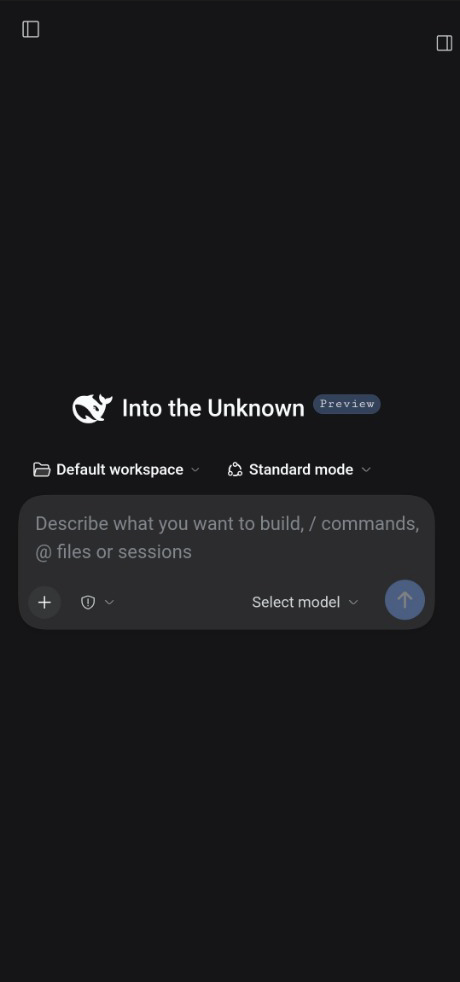 Into the Unknown Preview
Default workspace Standard mode
Describe what you want to build, / commands,
@ files or sessions
Select model